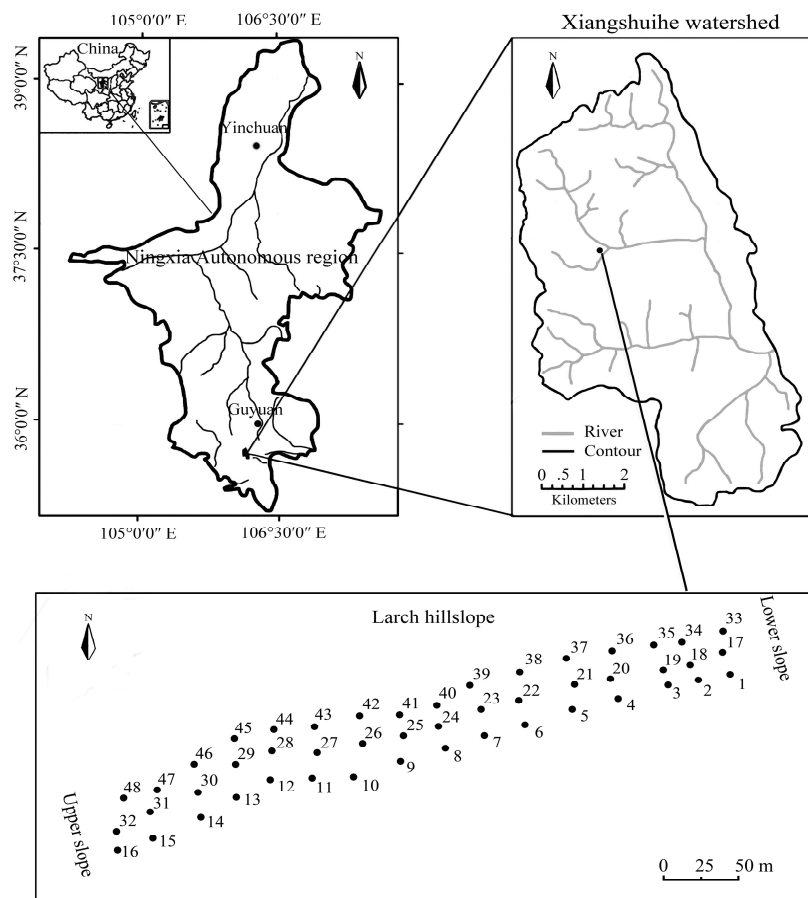 Xiangshuihe watershed
105°0′0″ E
106°30′0″ E
39°0′0″ N
37°30′0″ N
36°0′0″ N
China
N
N
Yinchuan
Ningxia Autonomous region
Guyuan
River
Contour
0 .5 1 2
Kilometers
105°0′0″ E
106°30′0″ E
N
Larch hillslope
Lower slope
Upper slope
33
34
35
36
37
38
39
40
41
42
43
44
45
46
47
48
17
18
19
20
21
22
23
24
25
26
27
28
29
30
31
32
1
2
3
4
5
6
7
8
9
10
11
12
13
14
15
16
0 25 50 m